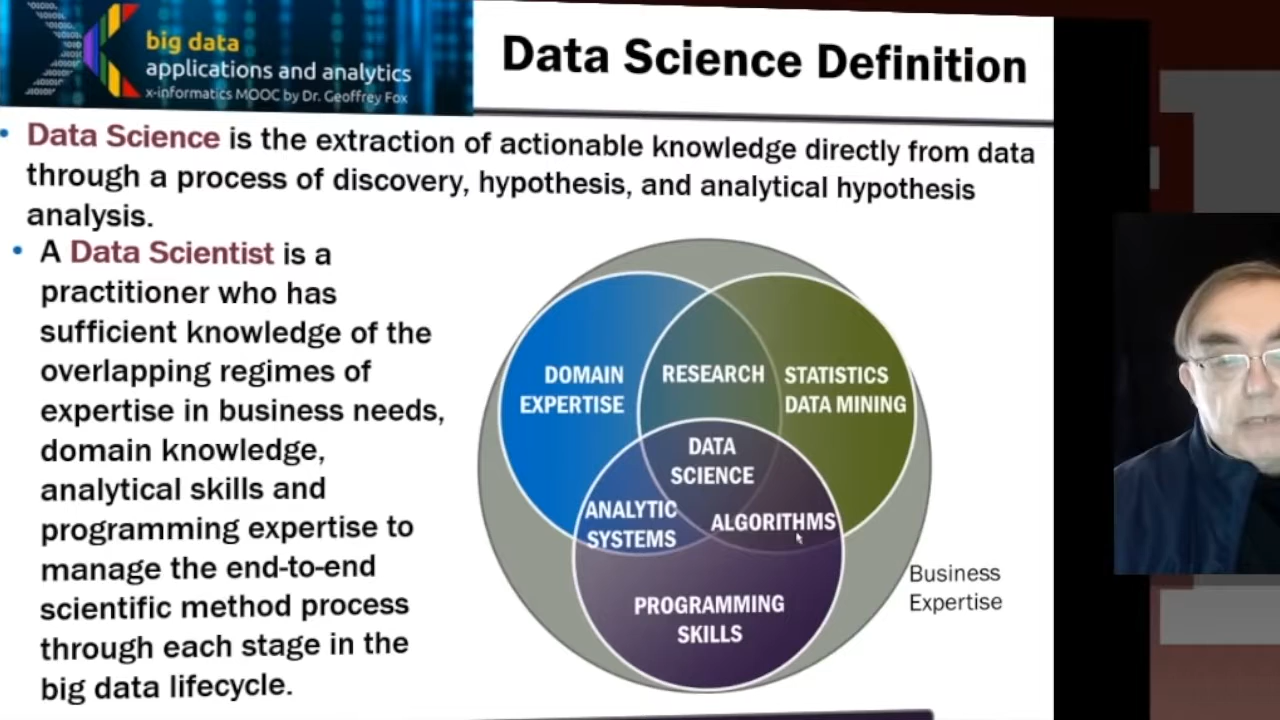 big data
applications and analytics
x-informatics MOOC by Dr. Geoffrey Fox
Data Science Definition
• Data Science is the extraction of actionable knowledge directly from data
through a process of discovery, hypothesis, and analytical hypothesis
analysis.
• A Data Scientist is a
practitioner who has
sufficient knowledge of the
overlapping regimes of
expertise in business needs,
domain knowledge,
analytical skills and
programming expertise to
manage the end-to-end
scientific method process
through each stage in the
big data lifecycle.
DOMAIN
EXPERTISE
RESEARCH
STATISTICS
DATA MINING
DATA
SCIENCE
ANALYTIC
SYSTEMS
ALGORITHMS
PROGRAMMING
SKILLS
Business
Expertise